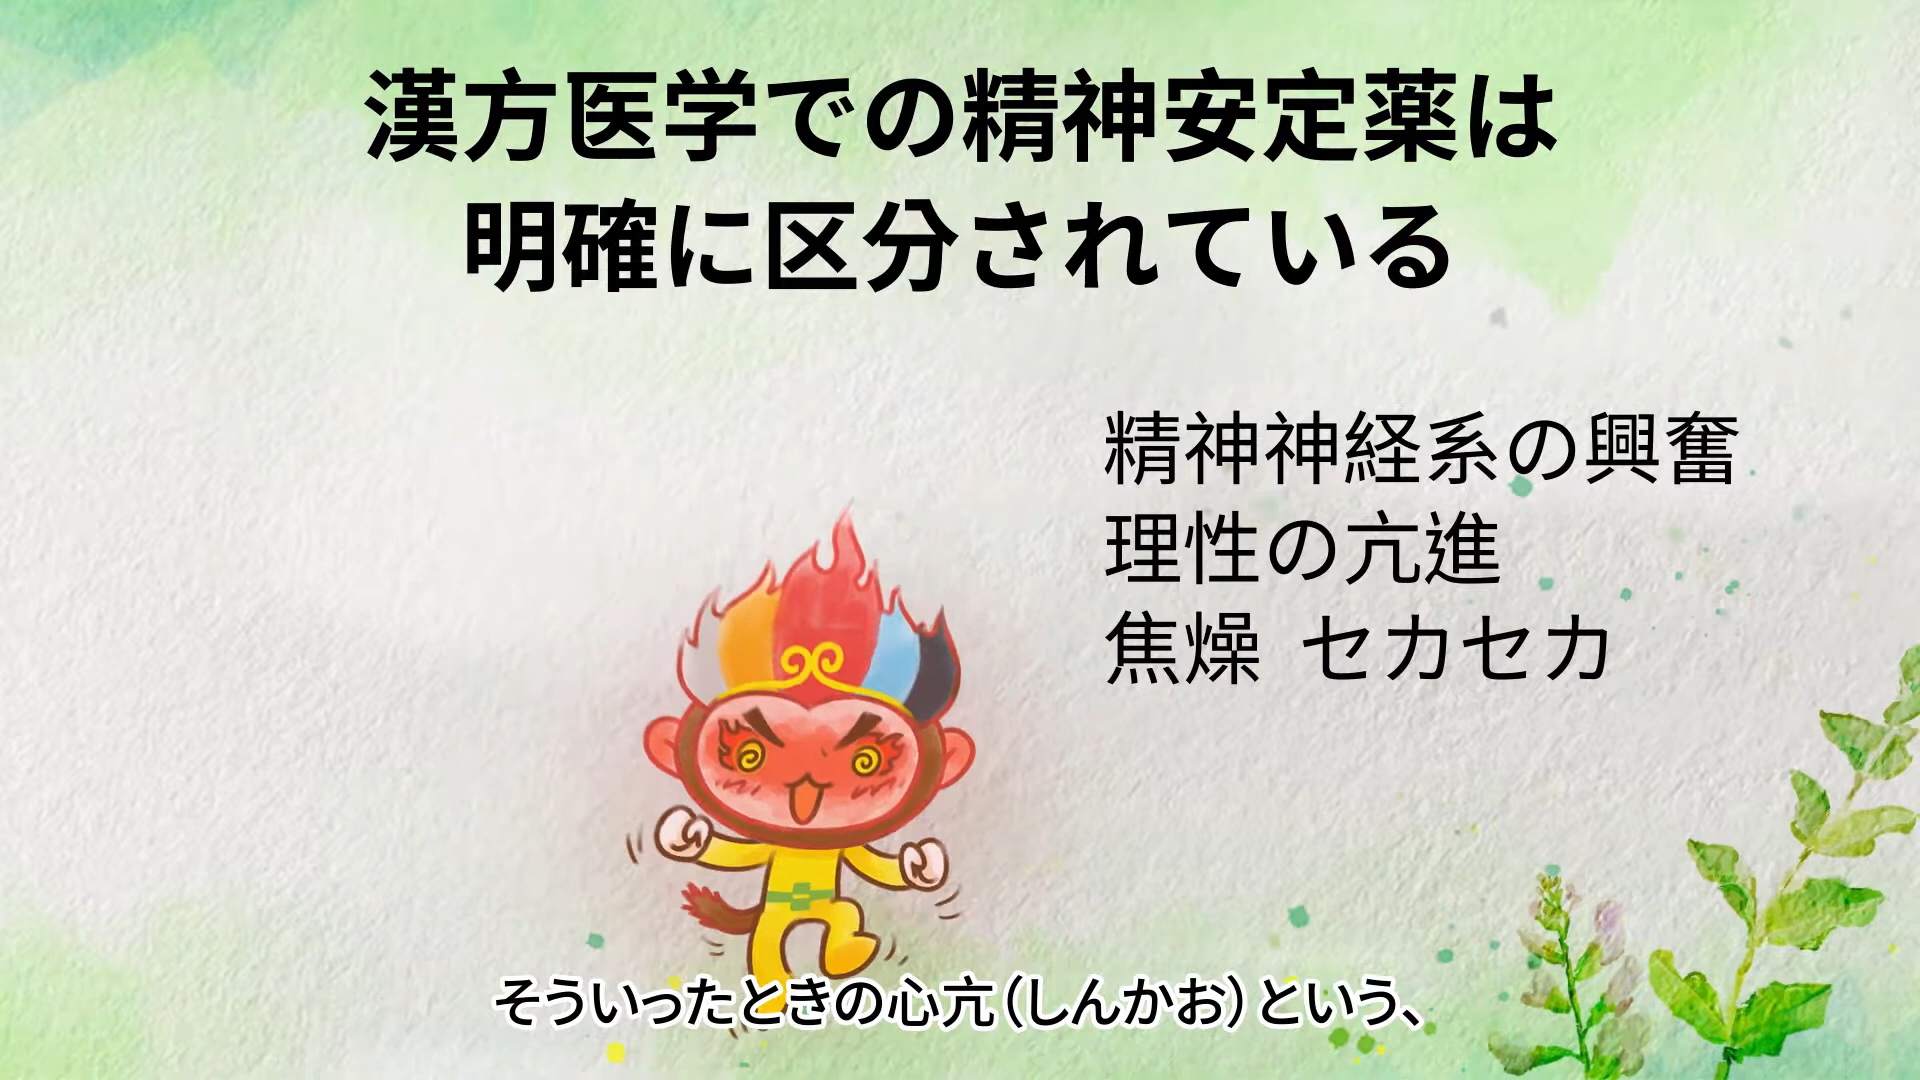 漢方医学での精神安定薬は
明確に区分されている
精神神経系の興奮
理性の亢進
焦燥 セカセカ
そういったときの心亢(しんかお)という、